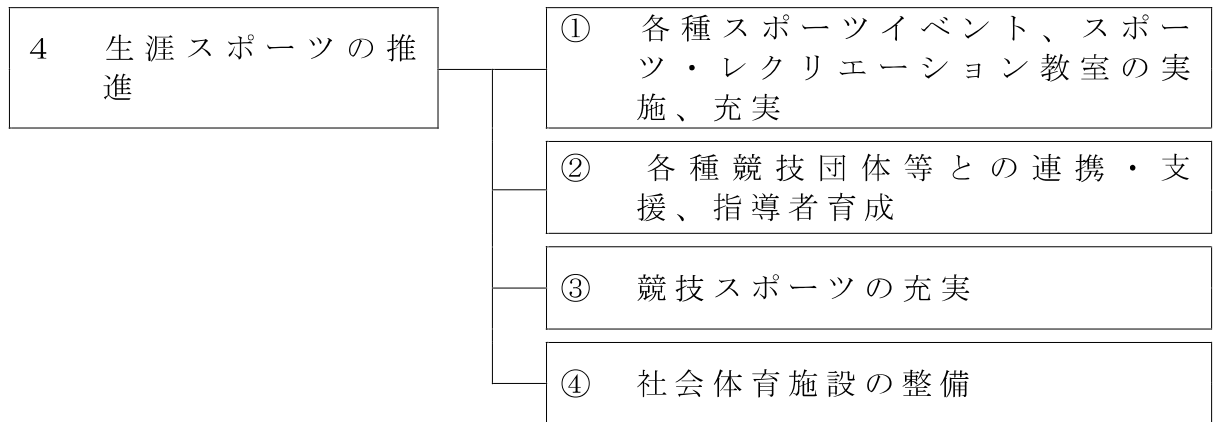 ４　生涯スポーツの推
進
①　各種スポーツイベント、スポー
ツ・レクリエーション教室の実
施、充実
②　各種競技団体等との連携・支
援、指導者育成
③　競技スポーツの充実
④　社会体育施設の整備